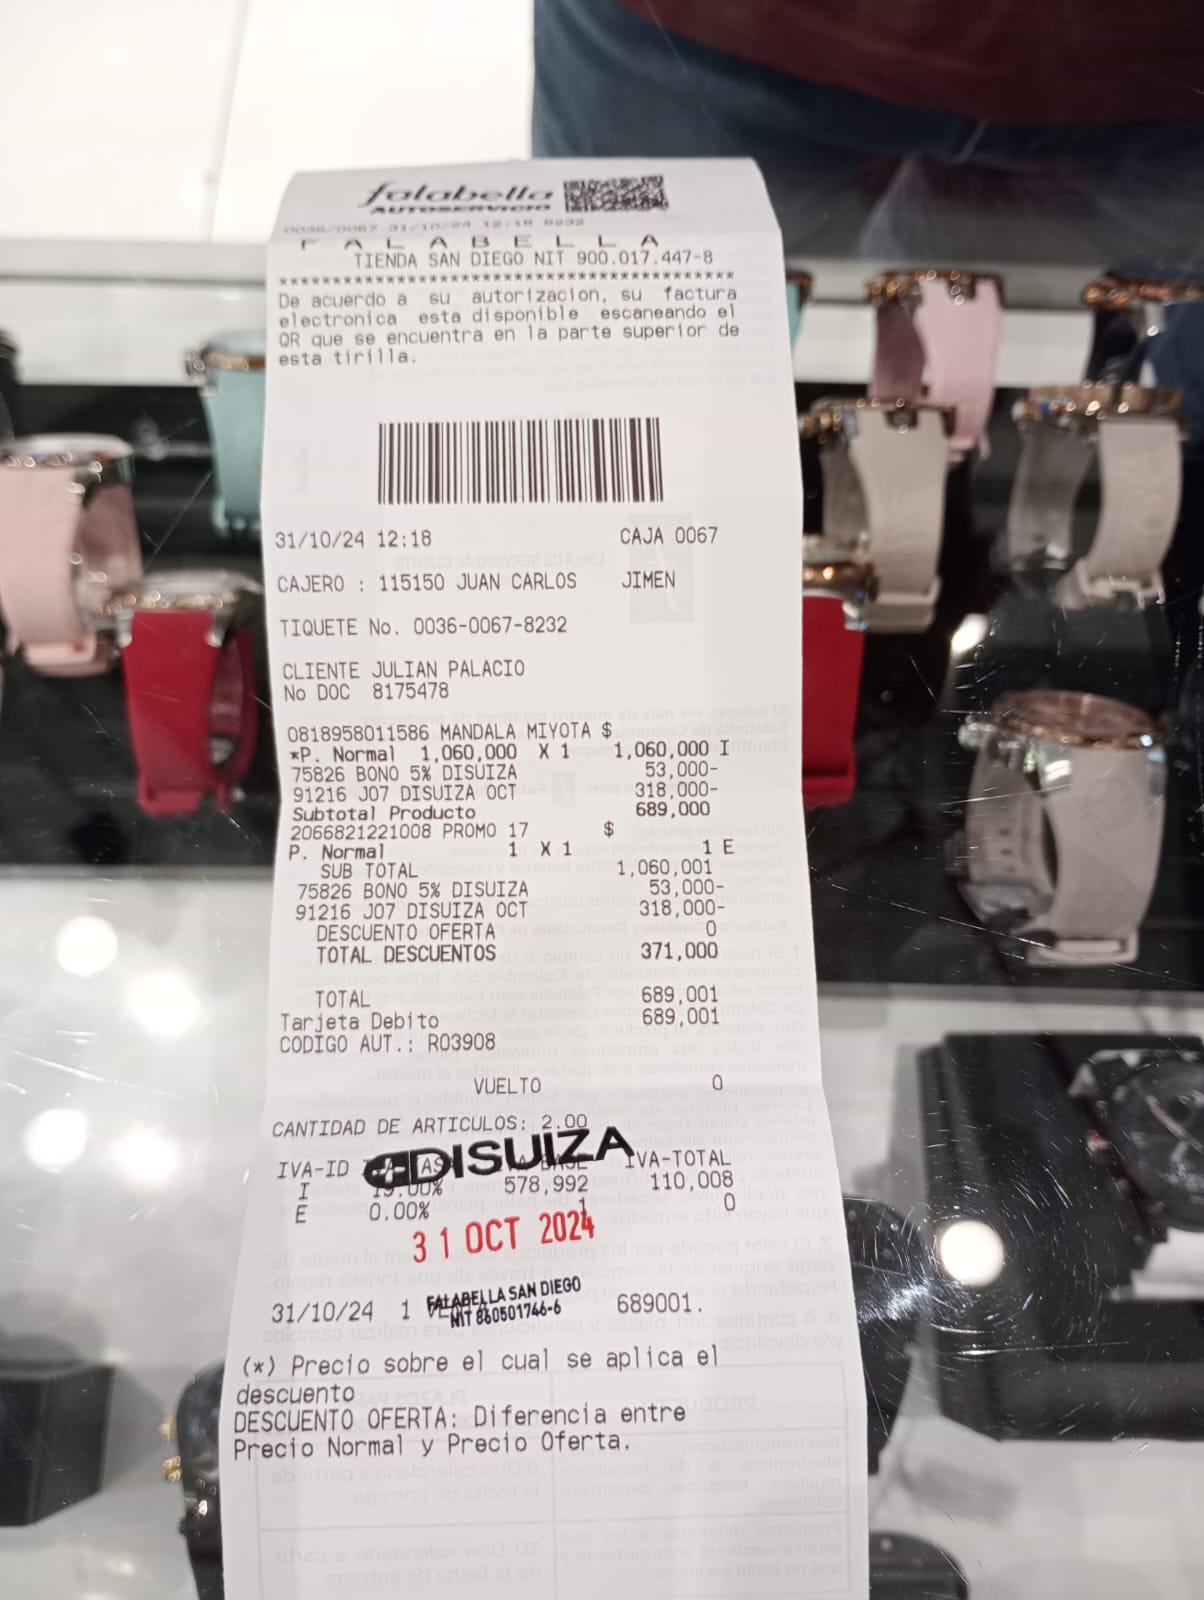 falabella
AUTOSERVICIO
0036/0067 31/10/24 12:18 8232
F A L A B E L L A
TIENDA SAN DIEGO NIT 900.017.447-8
De acuerdo a su autorizacion, su factura
electronica esta disponible escaneando el
QR que se encuentra en la parte superior de
esta tirilla.
31/10/24 12:18 CAJA 0067
CAJERO : 115150 JUAN CARLOS JIMEN
TIQUETE No. 0036-0067-8232
CLIENTE JULIAN PALACIO
No DOC 8175478
0818958011586 MANDALA MIYOTA $
*P. Normal 1,060,000 X 1 1,060,000 I
75826 BONO 5% DISUIZA 53,000-
91216 J07 DISUIZA OCT 318,000-
Subtotal Producto 689,000
2066821221008 PROMO 17 $
P. Normal 1 X 1 1 E
SUB TOTAL 1,060,001
75826 BONO 5% DISUIZA 53,000-
91216 J07 DISUIZA OCT 318,000-
DESCUENTO OFERTA 0
TOTAL DESCUENTOS 371,000
TOTAL 689,001
Tarjeta Debito 689,001
CODIGO AUT.: R03908
VUELTO 0
CANTIDAD DE ARTICULOS: 2.00
DISUIZA
IVA-ID IVA-TOTAL
I 19.00% 578,992 110,008
E 0.00% 1 0
31 OCT 2024
FALABELLA SAN DIEGO
NIT 860501746-6
31/10/24 1 689001.
(*) Precio sobre el cual se aplica el
descuento
DESCUENTO OFERTA: Diferencia entre
Precio Normal y Precio Oferta.